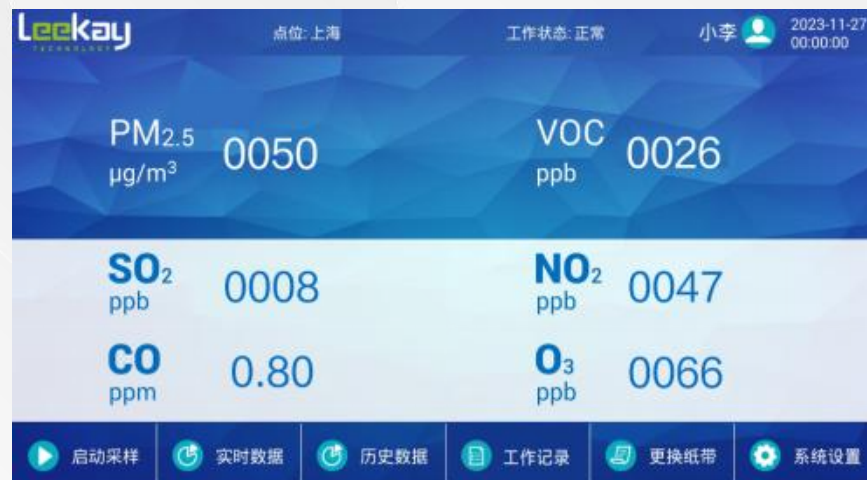 Leekay
TECHNOLOGY
点位: 上海
工作状态: 正常
小李
2023-11-27
00:00:00
PM2.5
μg/m³
0050
VOC
ppb
0026
SO2
ppb
0008
NO2
ppb
0047
CO
ppm
0.80
O3
ppb
0066
启动采样
实时数据
历史数据
工作记录
更换纸带
系统设置